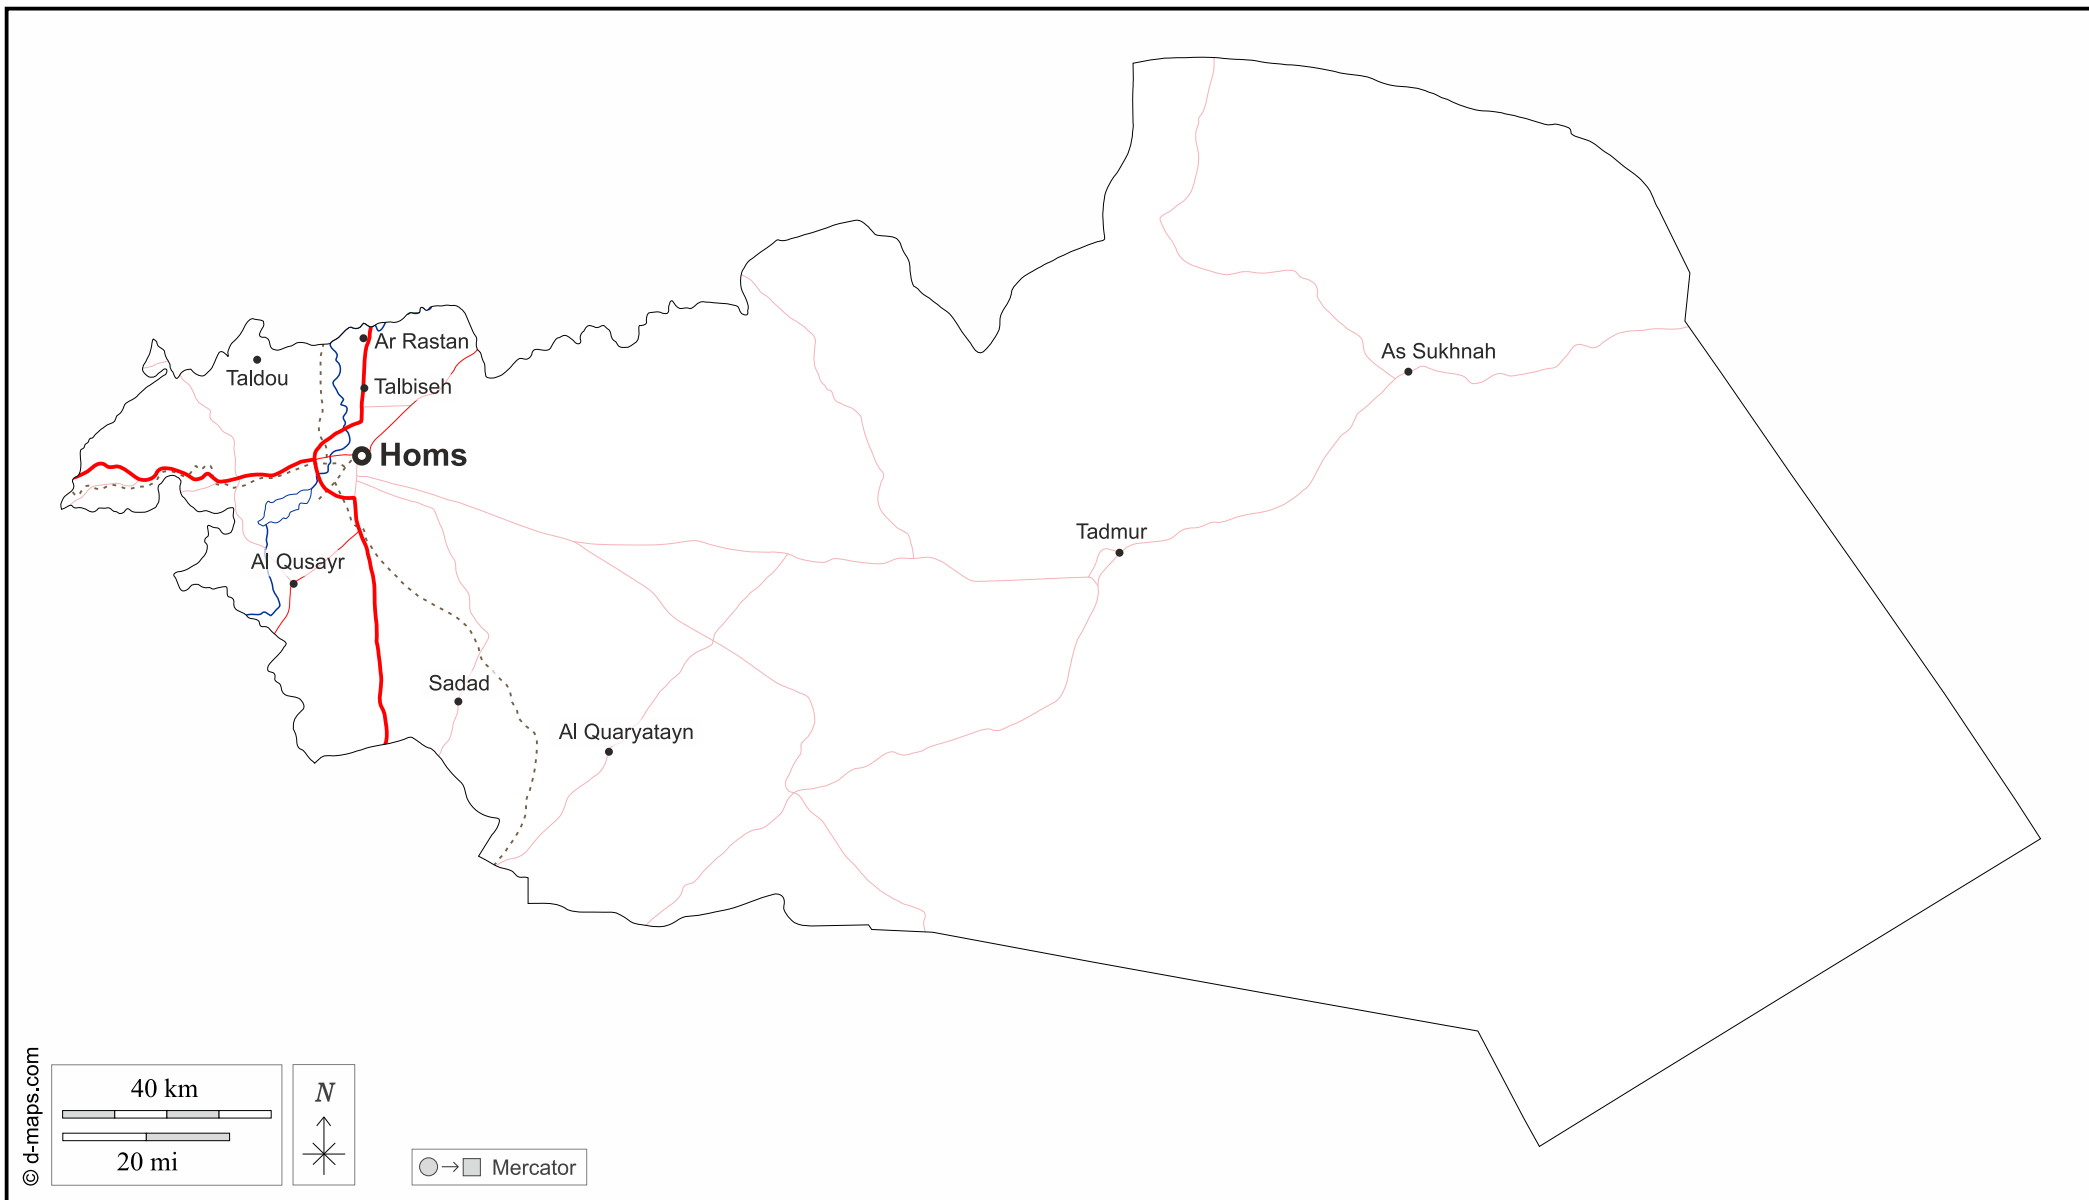 As Sukhnah
Ar Rastan
Taldou
Talbiseh
Homs
Tadmur
Al Qusayr
Sadad
Al Quaryatayn
© d-maps.com
40 km
20 mi
N
Mercator